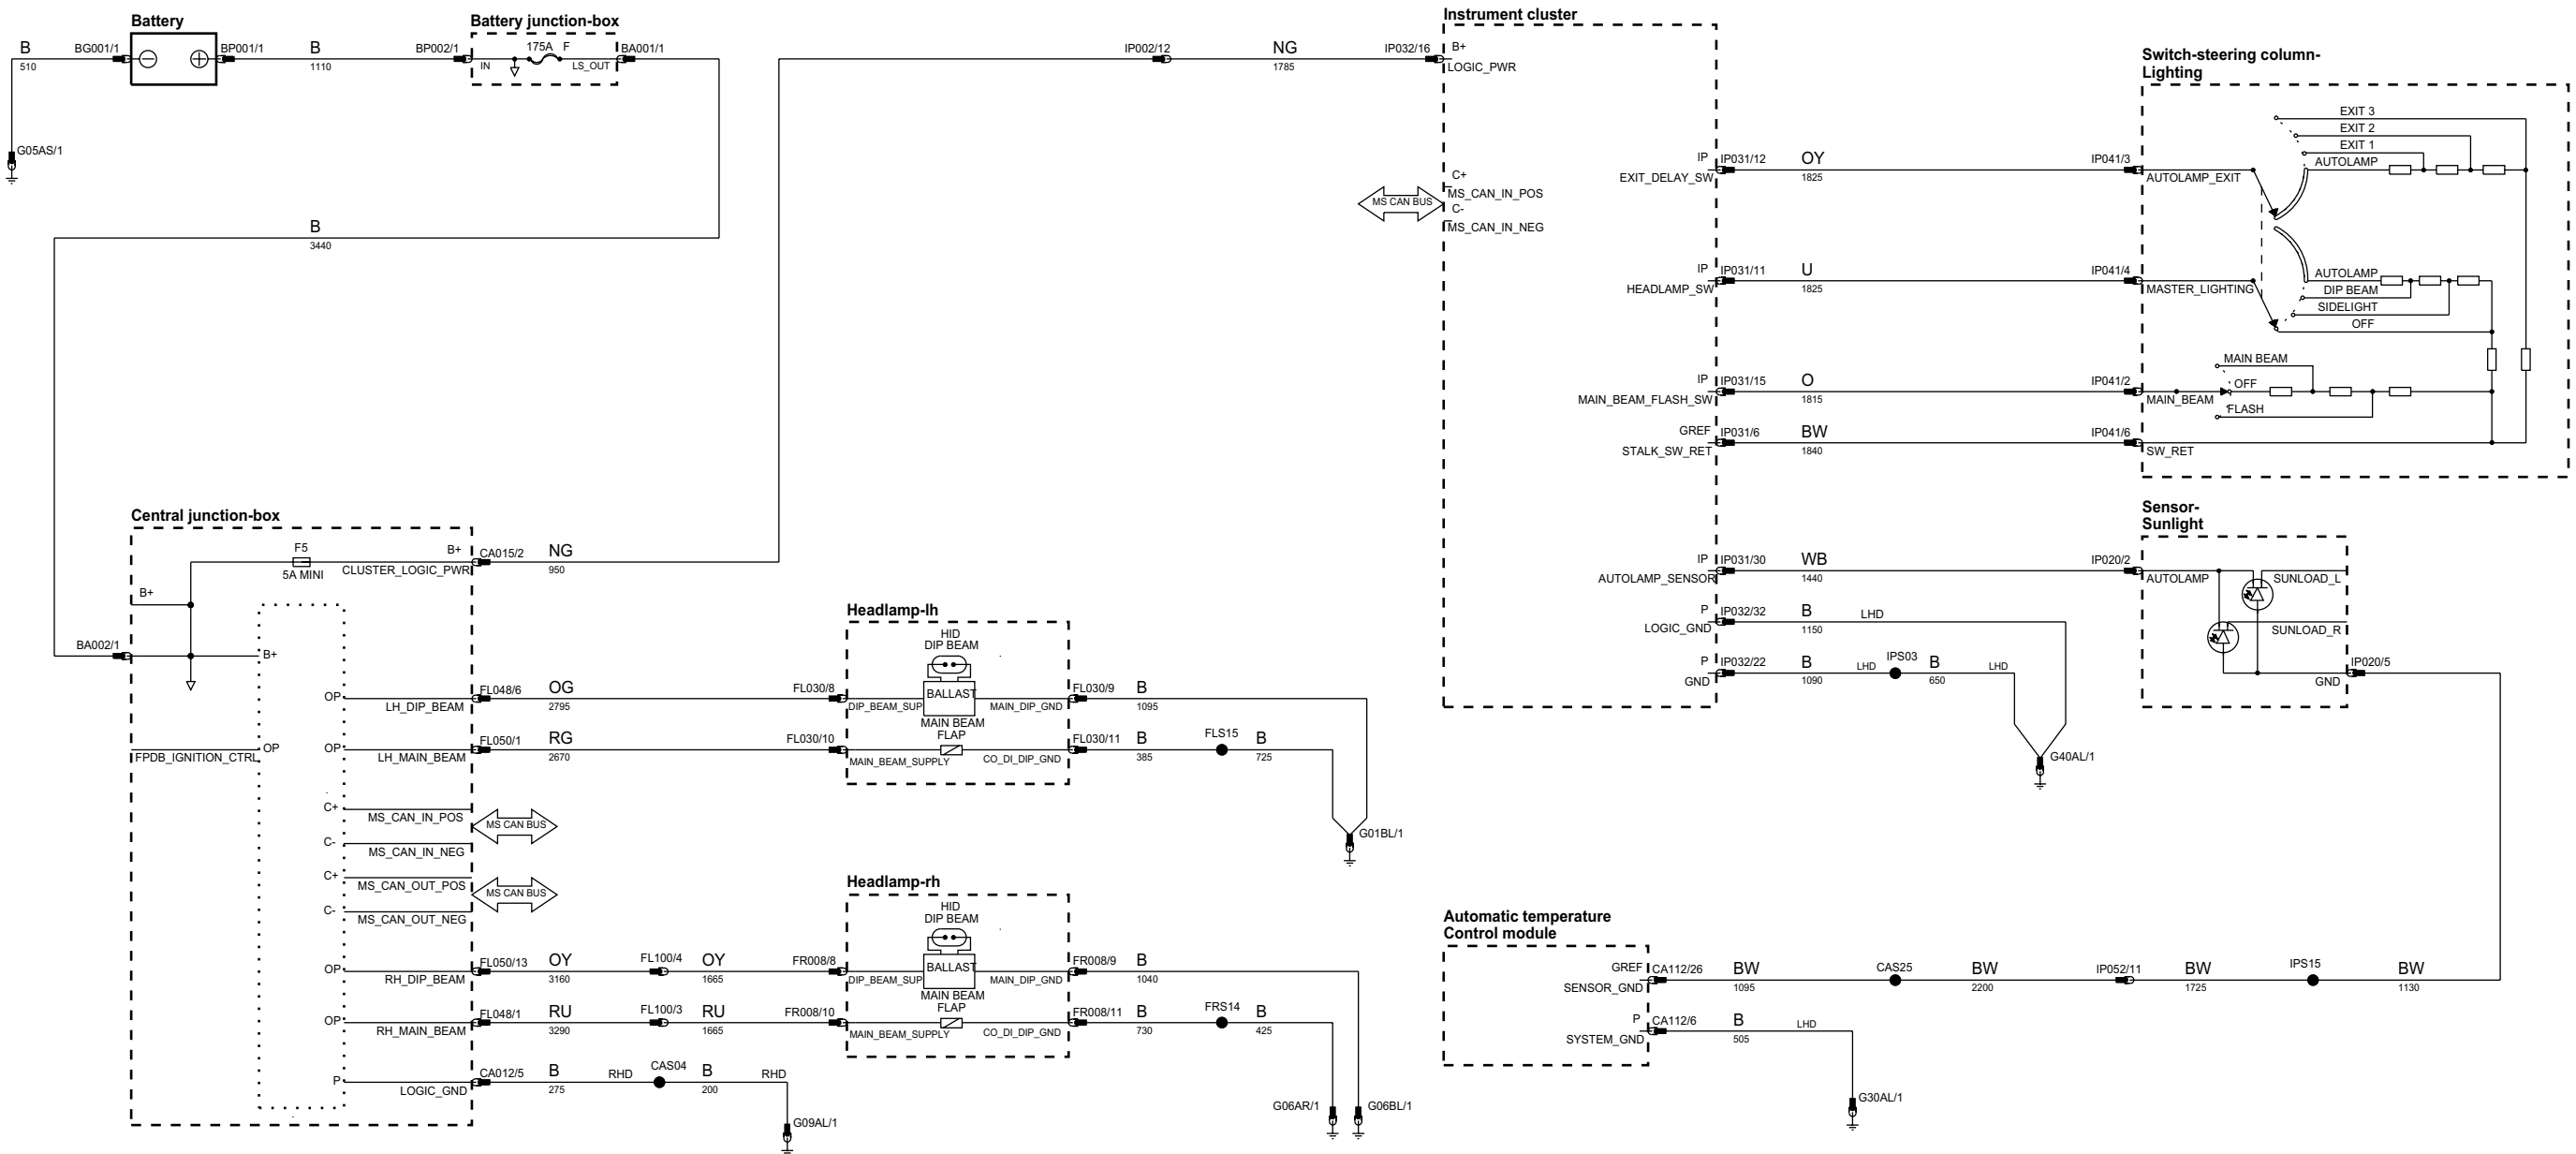 Battery
Battery junction-box
B
510
BG001/1
BP001/1
B
1110
BP002/1
175A F
IN
LS_OUT
BA001/1
G05AS/1
B
3440
IP002/12
NG
1785
IP032/16
Instrument cluster
B+
LOGIC_PWR
C+
MS_CAN_IN_POS
C-
MS_CAN_IN_NEG
MS CAN BUS
IP
EXIT_DELAY_SW
IP031/12
OY
1825
IP041/3
IP
HEADLAMP_SW
IP031/11
U
1825
IP041/4
IP
MAIN_BEAM_FLASH_SW
IP031/15
O
1815
IP041/2
GREF
STALK_SW_RET
IP031/6
BW
1840
IP041/6
IP
AUTOLAMP_SENSOR
IP031/30
WB
1440
IP020/2
P
LOGIC_GND
IP032/32
B
1150
LHD
P
GND
IP032/22
B
1090
LHD
IPS03
B
650
LHD
G40AL/1
Switch-steering column-
Lighting
EXIT 3
EXIT 2
EXIT 1
AUTOLAMP
AUTOLAMP_EXIT
AUTOLAMP
DIP BEAM
SIDELIGHT
OFF
MASTER_LIGHTING
MAIN BEAM
OFF
FLASH
MAIN_BEAM
SW_RET
Sensor-
Sunlight
AUTOLAMP
SUNLOAD_L
SUNLOAD_R
GND
IP020/5
Central junction-box
F5
5A MINI
B+
CLUSTER_LOGIC_PWR
CA015/2
NG
950
B+
BA002/1
B+
FPDB_IGNITION_CTRL
OP
OP
LH_DIP_BEAM
FL048/6
OG
2795
FL030/8
OP
LH_MAIN_BEAM
FL050/1
RG
2670
FL030/10
C+
MS_CAN_IN_POS
C-
MS_CAN_IN_NEG
MS CAN BUS
C+
MS_CAN_OUT_POS
C-
MS_CAN_OUT_NEG
MS CAN BUS
OP
RH_DIP_BEAM
FL050/13
OY
3160
FL100/4
OY
1665
FR008/8
OP
RH_MAIN_BEAM
FL048/1
RU
3290
FL100/3
RU
1665
FR008/10
P
LOGIC_GND
CA012/5
B
275
RHD
CAS04
B
200
RHD
G09AL/1
Headlamp-lh
HID
DIP BEAM
BALLAST
DIP_BEAM_SUP
MAIN_DIP_GND
MAIN BEAM
FLAP
MAIN_BEAM_SUPPLY
CO_DI_DIP_GND
FL030/9
B
1095
FL030/11
B
385
FLS15
B
725
G01BL/1
Headlamp-rh
HID
DIP BEAM
BALLAST
DIP_BEAM_SUP
MAIN_DIP_GND
MAIN BEAM
FLAP
MAIN_BEAM_SUPPLY
CO_DI_DIP_GND
FR008/9
B
1040
FR008/11
B
730
FRS14
B
425
G06AR/1
G06BL/1
Automatic temperature
Control module
GREF
SENSOR_GND
CA112/26
BW
1095
CAS25
BW
2200
IP052/11
BW
1725
IPS15
BW
1130
P
SYSTEM_GND
CA112/6
B
505
LHD
G30AL/1